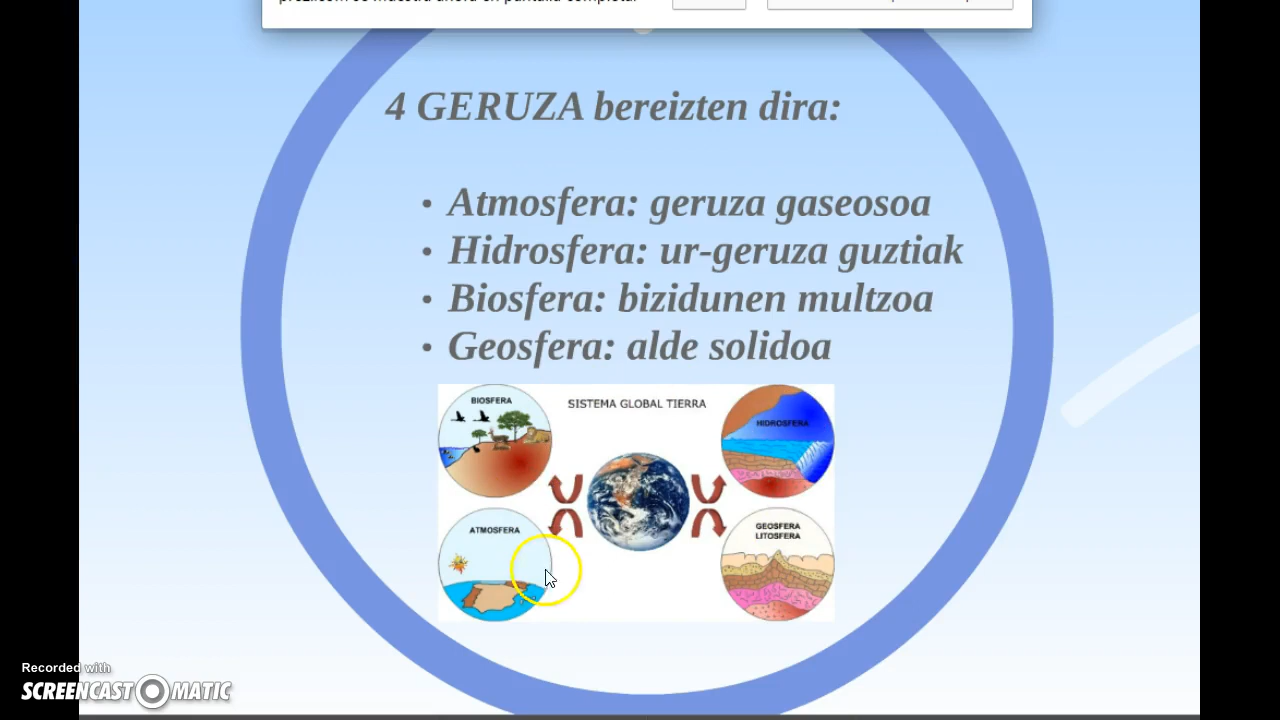 4 GERUZA bereizten dira:
• Atmosfera: geruza gaseosoa
• Hidrosfera: ur-geruza guztiak
• Biosfera: bizidunen multzoa
• Geosfera: alde solidoa
SISTEMA GLOBAL TIERRA
BIOSFERA
HIDROSFERA
ATMOSFERA
GEOSFERA
LITOSFERA
Recorded with
SCREENCAST MATIC